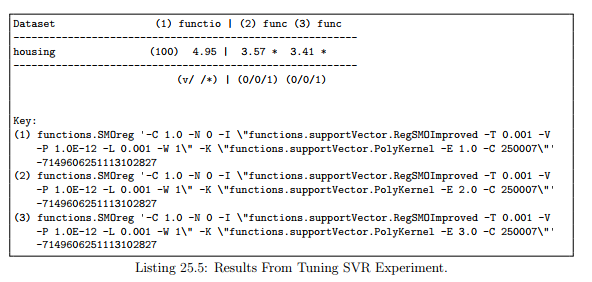 Dataset (1) functio | (2) func (3) func
--------------------------------------------------------
housing (100) 4.95 | 3.57 * 3.41 *
--------------------------------------------------------
(v/ /*) | (0/0/1) (0/0/1)
Key:
(1) functions.SMOreg '-C 1.0 -N 0 -I \"functions.supportVector.RegSMOImproved -T 0.001 -V
-P 1.0E-12 -L 0.001 -W 1\" -K \"functions.supportVector.PolyKernel -E 1.0 -C 250007\"'
-7149606251113102827
(2) functions.SMOreg '-C 1.0 -N 0 -I \"functions.supportVector.RegSMOImproved -T 0.001 -V
-P 1.0E-12 -L 0.001 -W 1\" -K \"functions.supportVector.PolyKernel -E 2.0 -C 250007\"'
-7149606251113102827
(3) functions.SMOreg '-C 1.0 -N 0 -I \"functions.supportVector.RegSMOImproved -T 0.001 -V
-P 1.0E-12 -L 0.001 -W 1\" -K \"functions.supportVector.PolyKernel -E 3.0 -C 250007\"'
-7149606251113102827
Listing 25.5: Results From Tuning SVR Experiment.